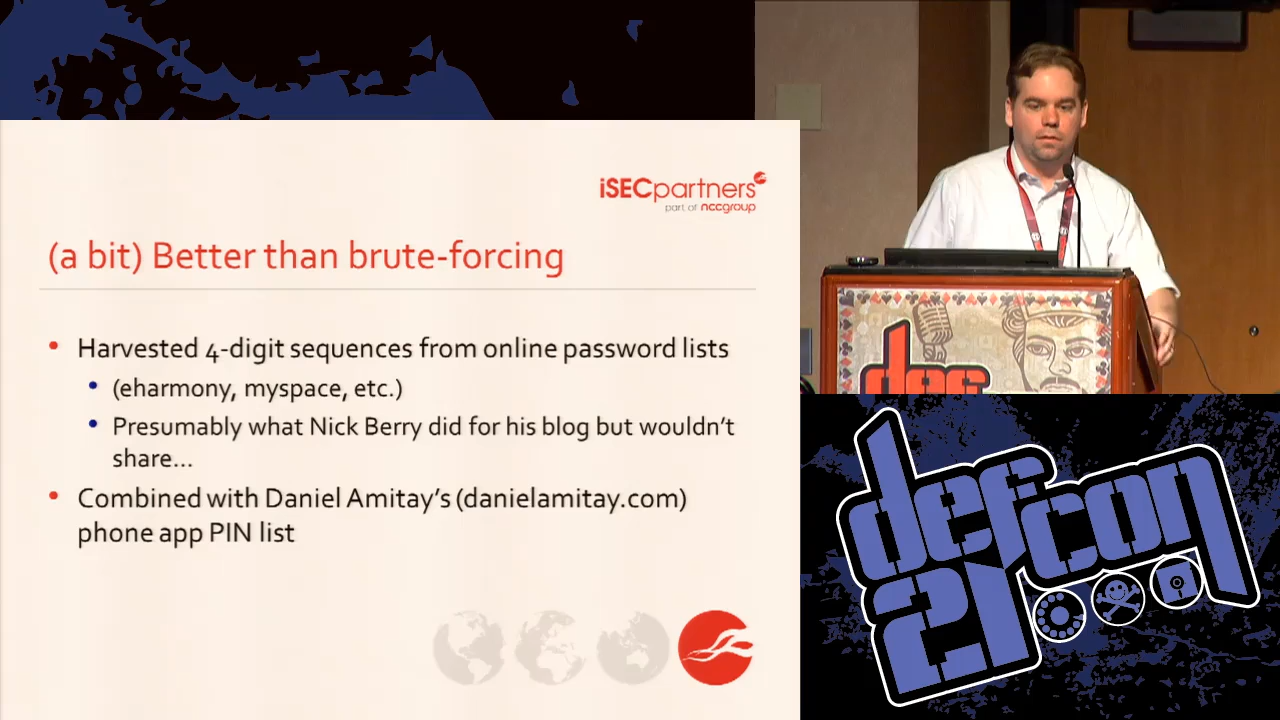 iSECpartners
part of nccgroup
(a bit) Better than brute-forcing
• Harvested 4-digit sequences from online password lists
• (eharmony, myspace, etc.)
• Presumably what Nick Berry did for his blog but wouldn't
share...
• Combined with Daniel Amitay's (danielamitay.com)
phone app PIN list
def
defcon
21